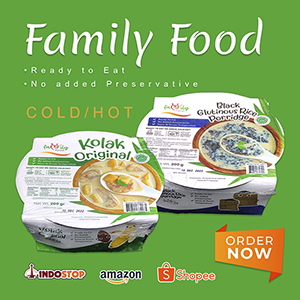 Family Food
• Ready to Eat
• No added Preservative
COLD/HOT
Black
Glutinous Rice
Porridge
Kolak
Original
ORDER
NOW
INDOSTOP
amazon
Shopee